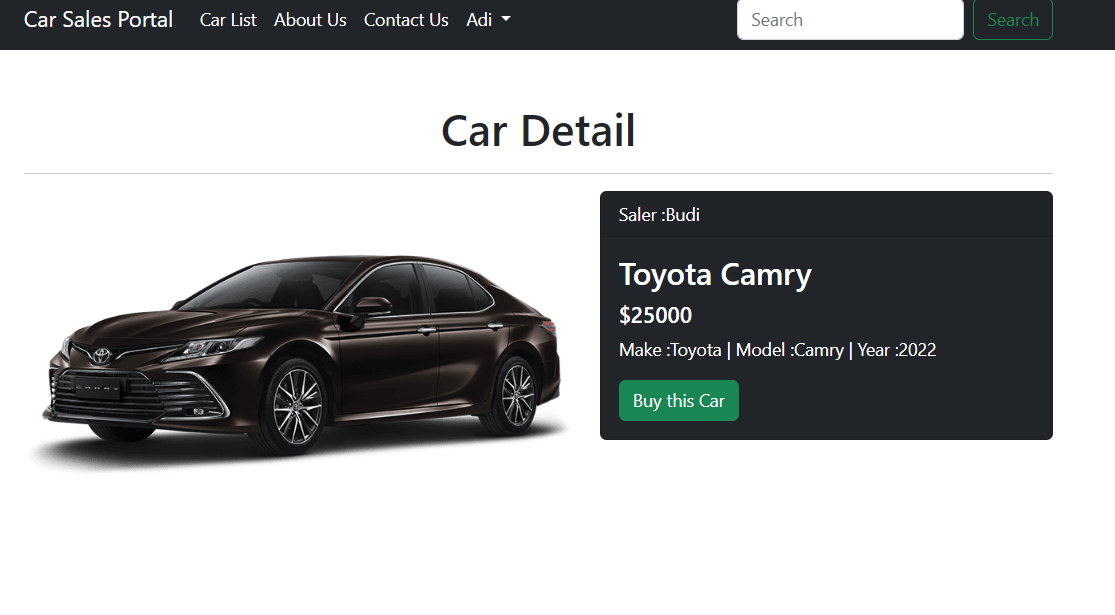 Car Sales Portal Car List About Us Contact Us Adi Search Search
Car Detail
Saler :Budi
Toyota Camry
$25000
Make :Toyota | Model :Camry | Year :2022
CAMRY
Buy this Car